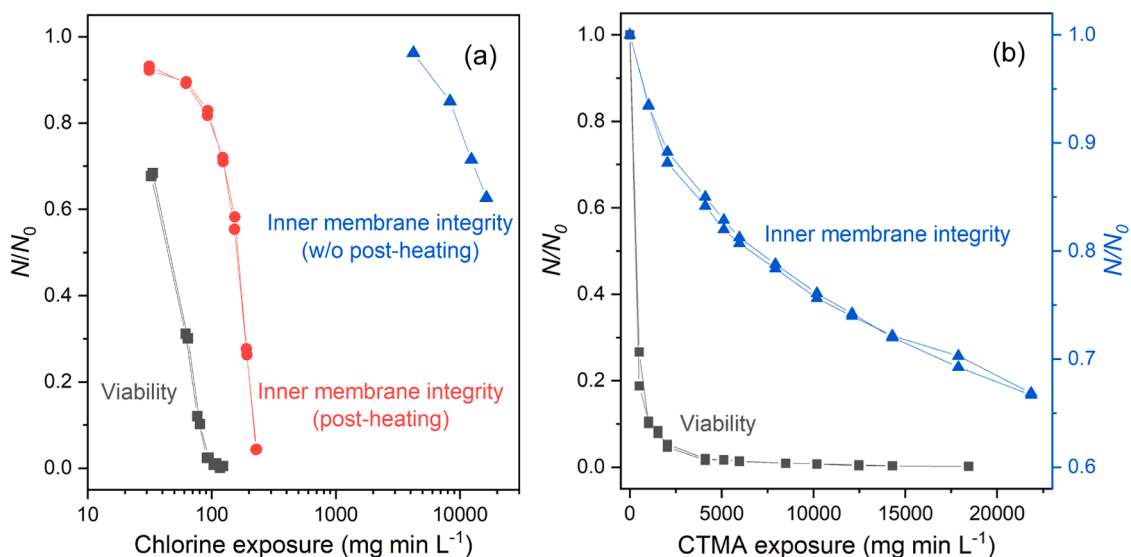 (a)
N/N0
1.0
0.8
0.6
0.4
0.2
0.0
Inner membrane integrity
(w/o post-heating)
Viability
Inner membrane integrity
(post-heating)
10
100
1000
10000
Chlorine exposure (mg min L-1)
(b)
N/N0
1.0
0.8
0.6
0.4
0.2
0.0
Inner membrane integrity
Viability
0
5000
10000
15000
20000
CTMA exposure (mg min L-1)
1.0
0.9
0.8
0.7
0.6
N/N0